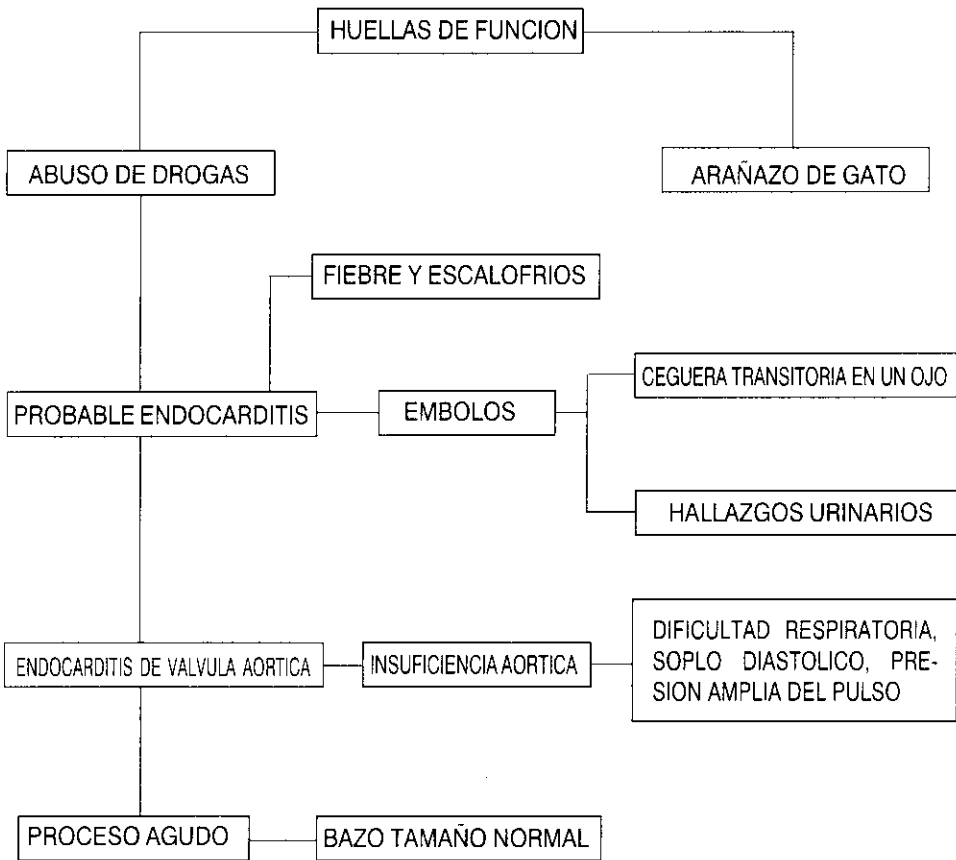 HUELLAS DE FUNCION
ABUSO DE DROGAS
ARAÑAZO DE GATO
FIEBRE Y ESCALOFRIOS
CEGUERA TRANSITORIA EN UN OJO
PROBABLE ENDOCARDITIS
EMBOLOS
HALLAZGOS URINARIOS
DIFICULTAD RESPIRATORIA,
SOPLO DIASTOLICO, PRE-
SION AMPLIA DEL PULSO
ENDOCARDITIS DE VALVULA AORTICA
INSUFICIENCIA AORTICA
PROCESO AGUDO
BAZO TAMAÑO NORMAL